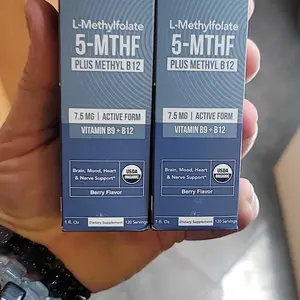 L-Methylfolate
5-MTHF
PLUS METHYL B12
7.5 MG | ACTIVE FORM
VITAMIN B9 + B12
Brain, Mood, Heart
& Nerve Support*
USDA
ORGANIC
Berry Flavor
1 fl. Oz
Dietary Supplement
120 Servings
L-Methylfolate
5-MTHF
PLUS METHYL B12
7.5 MG | ACTIVE FORM
VITAMIN B9 + B12
Brain, Mood, Heart
& Nerve Support*
USDA
ORGANIC
Berry Flavor
1 fl. Oz
Dietary Supplement
120 Servings